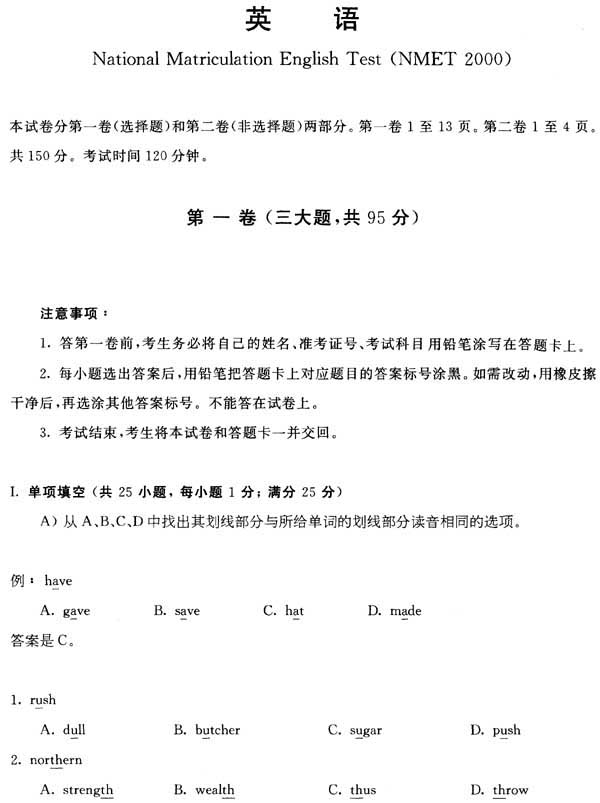 英 语
National Matriculation English Test (NMET 2000)
本试卷分第一卷(选择题)和第二卷(非选择题)两部分。第一卷 1 至 13 页。第二卷 1 至 4 页。
共 150 分。考试时间 120 分钟。
第 一 卷 (三大题,共 95 分)
注意事项:
1. 答第一卷前,考生务必将自己的姓名、准考证号、考试科目用铅笔涂写在答题卡上。
2. 每小题选出答案后,用铅笔把答题卡上对应题目的答案标号涂黑。如需改动,用橡皮擦
干净后,再选涂其他答案标号。不能答在试卷上。
3. 考试结束,考生将本试卷和答题卡一并交回。
I. 单项填空 (共 25 小题, 每小题 1 分; 满分 25 分)
A) 从 A、B、C、D 中找出其划线部分与所给单词的划线部分读音相同的选项。
例: have
A. gave B. save C. hat D. made
答案是 C。
1. rush
A. dull B. butcher C. sugar D. push
2. northern
A. strength B. wealth C. thus D. throw